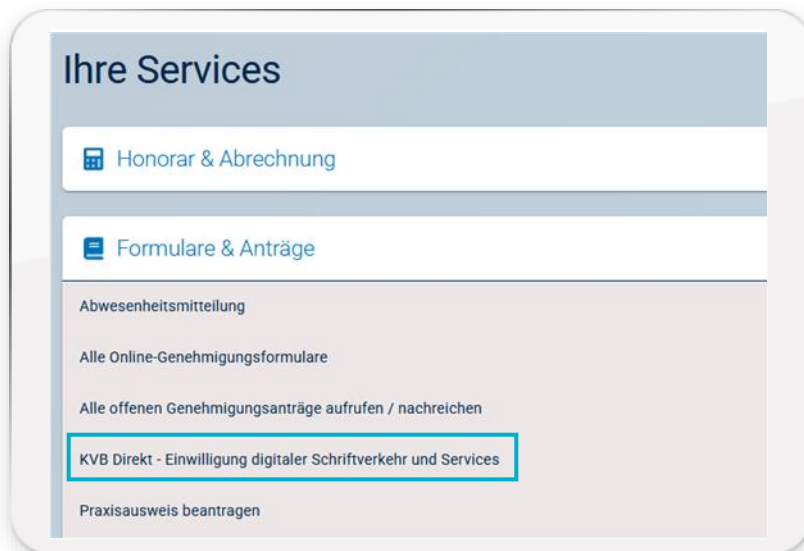 Ihre Services
Honorar & Abrechnung
Formulare & Anträge
Abwesenheitsmitteilung
Alle Online-Genehmigungsformulare
Alle offenen Genehmigungsanträge aufrufen / nachreichen
KVB Direkt - Einwilligung digitaler Schriftverkehr und Services
Praxisausweis beantragen